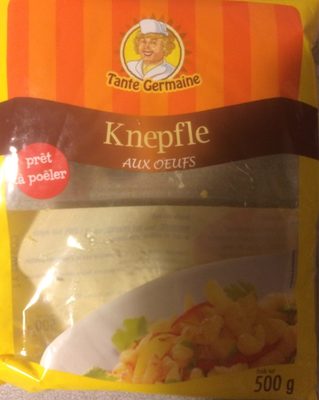 Tante Germaine
Knepfle
AUX OEUFS
prêt
à poêler
500 g